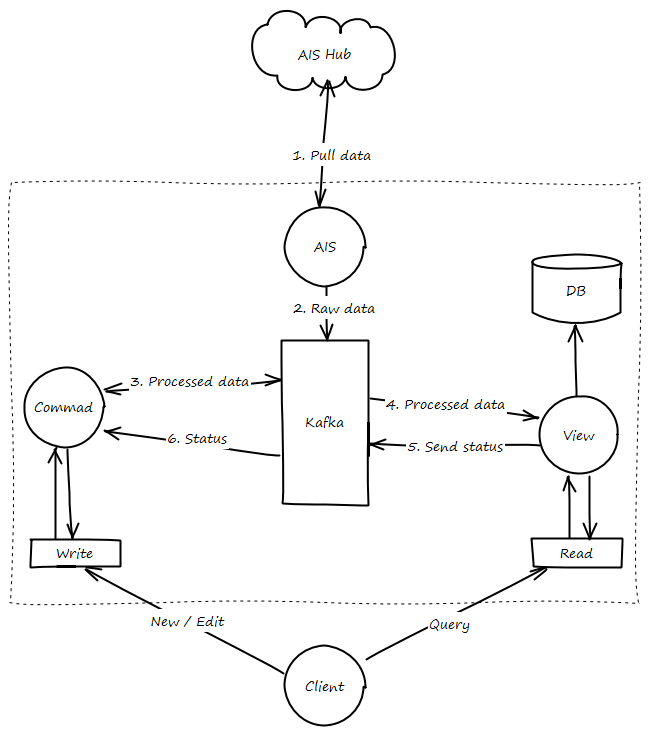 AIS Hub
1. Pull data
AIS
2. Raw data
DB
3. Processed data
4. Processed data
Commad
Kafka
View
6. Status
5. Send status
Write
Read
New / Edit
Query
Client